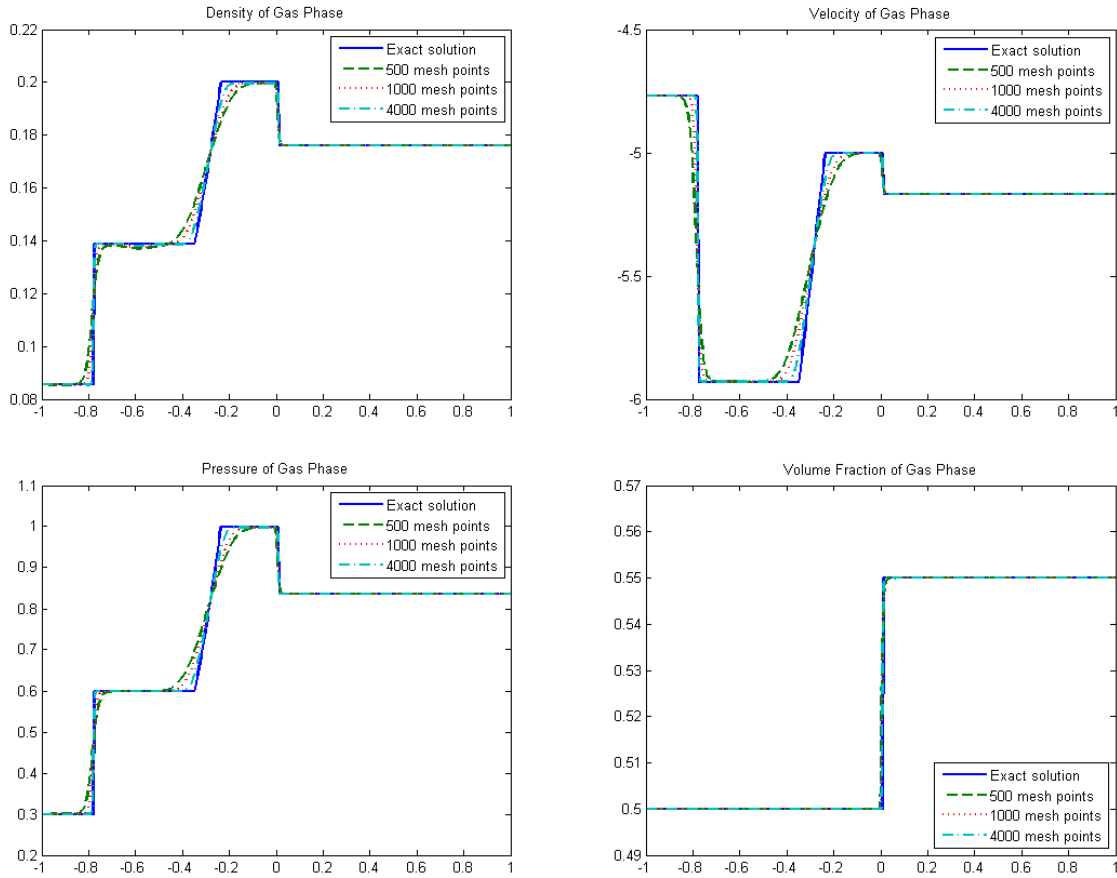 Density of Gas Phase
0.22
0.2
0.18
0.16
0.14
0.12
0.1
0.08
-1 -0.8 -0.6 -0.4 -0.2 0 0.2 0.4 0.6 0.8 1
Exact solution
500 mesh points
1000 mesh points
4000 mesh points
Velocity of Gas Phase
-4.5
-5
-5.5
-6
-1 -0.8 -0.6 -0.4 -0.2 0 0.2 0.4 0.6 0.8 1
Exact solution
500 mesh points
1000 mesh points
4000 mesh points
Pressure of Gas Phase
1.1
1
0.9
0.8
0.7
0.6
0.5
0.4
0.3
0.2
-1 -0.8 -0.6 -0.4 -0.2 0 0.2 0.4 0.6 0.8 1
Exact solution
500 mesh points
1000 mesh points
4000 mesh points
Volume Fraction of Gas Phase
0.57
0.56
0.55
0.54
0.53
0.52
0.51
0.5
0.49
-1 -0.8 -0.6 -0.4 -0.2 0 0.2 0.4 0.6 0.8 1
Exact solution
500 mesh points
1000 mesh points
4000 mesh points